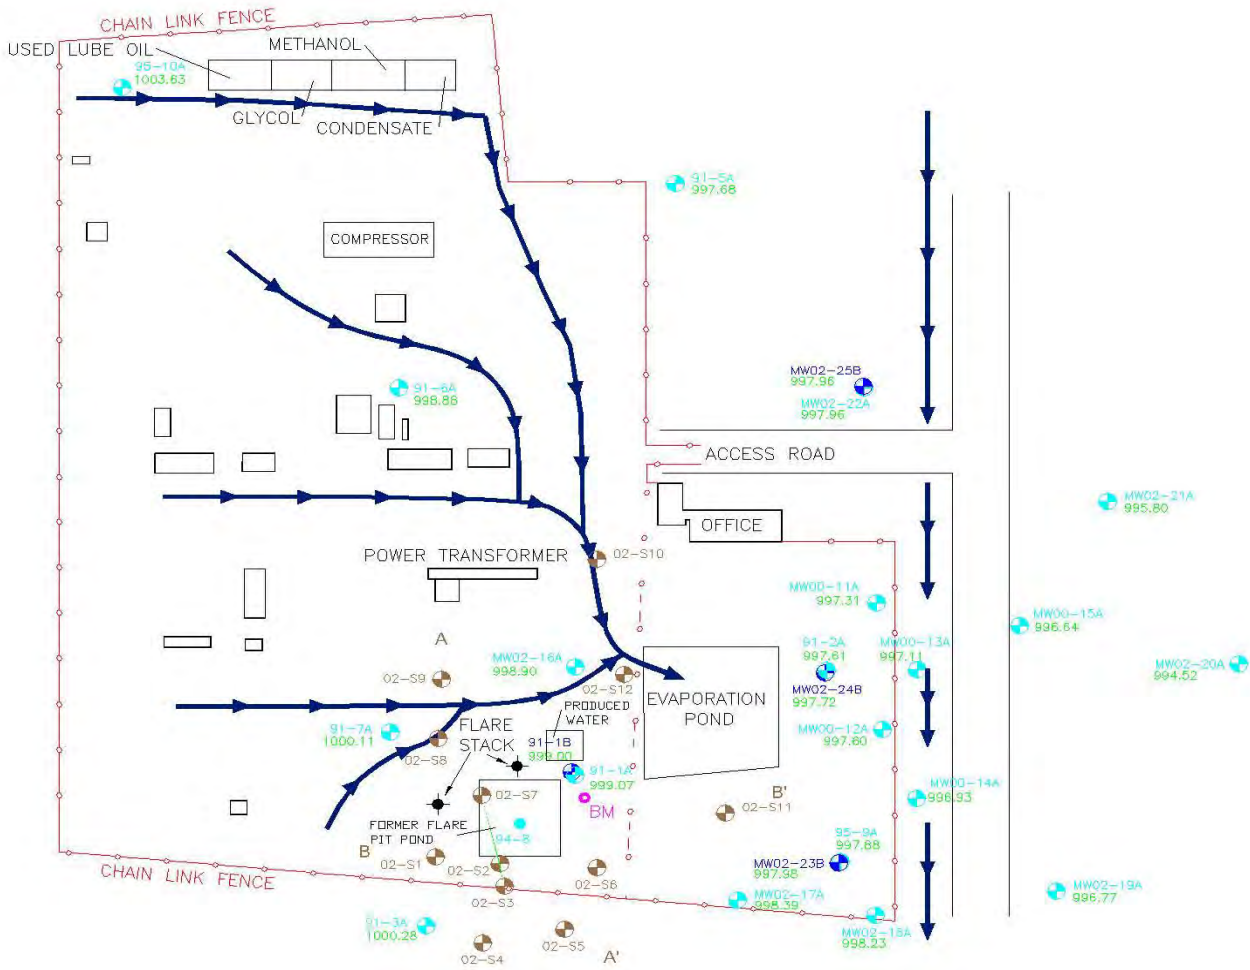 CHAIN LINK FENCE
USED LUBE OIL
METHANOL
95-10A
1003.63
GLYCOL
CONDENSATE
91-5A
997.68
COMPRESSOR
91-6A
998.86
MW02-25B
997.96
MW02-22A
997.96
ACCESS ROAD
MW02-21A
995.80
OFFICE
POWER TRANSFORMER
02-S10
MW00-11A
997.31
MW00-15A
996.64
A
MW02-16A
998.90
91-2A
997.61
MW00-13A
997.11
MW02-20A
994.52
02-S9
02-S12
MW02-24B
997.72
EVAPORATION
POND
PRODUCED
WATER
91-7A
1000.11
FLARE
STACK
91-1B
999.00
MW00-12A
997.60
02-S8
91-1A
999.07
02-S7
B'
MW00-14A
996.93
BM
02-S11
FORMER FLARE
PIT POND
94-8
B
02-S1
02-S2
02-S6
95-9A
997.88
MW02-23B
997.98
CHAIN LINK FENCE
02-S3
MW02-17A
998.39
MW02-19A
996.77
91-3A
1000.28
02-S5
MW02-18A
998.23
02-S4
A'